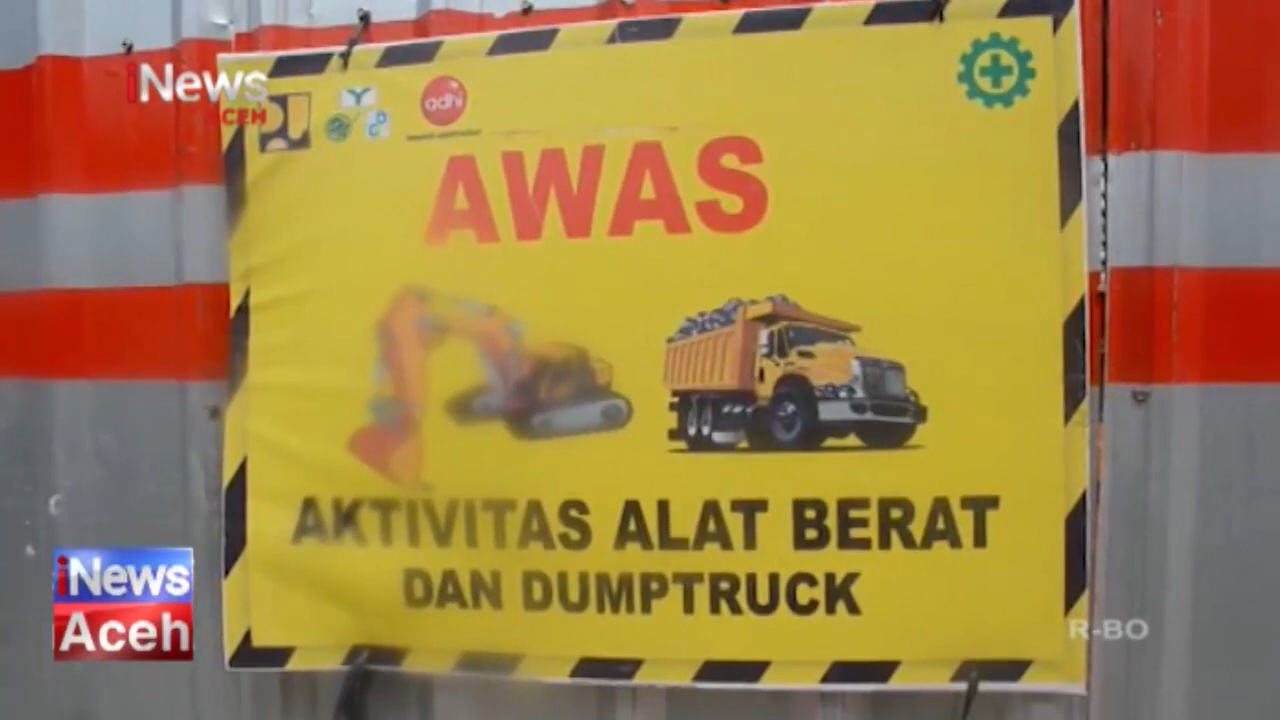 iNews
ACEH
adhi
AWAS
AKTIVITAS ALAT BERAT
DAN DUMPTRUCK
R-BO
iNews
Aceh